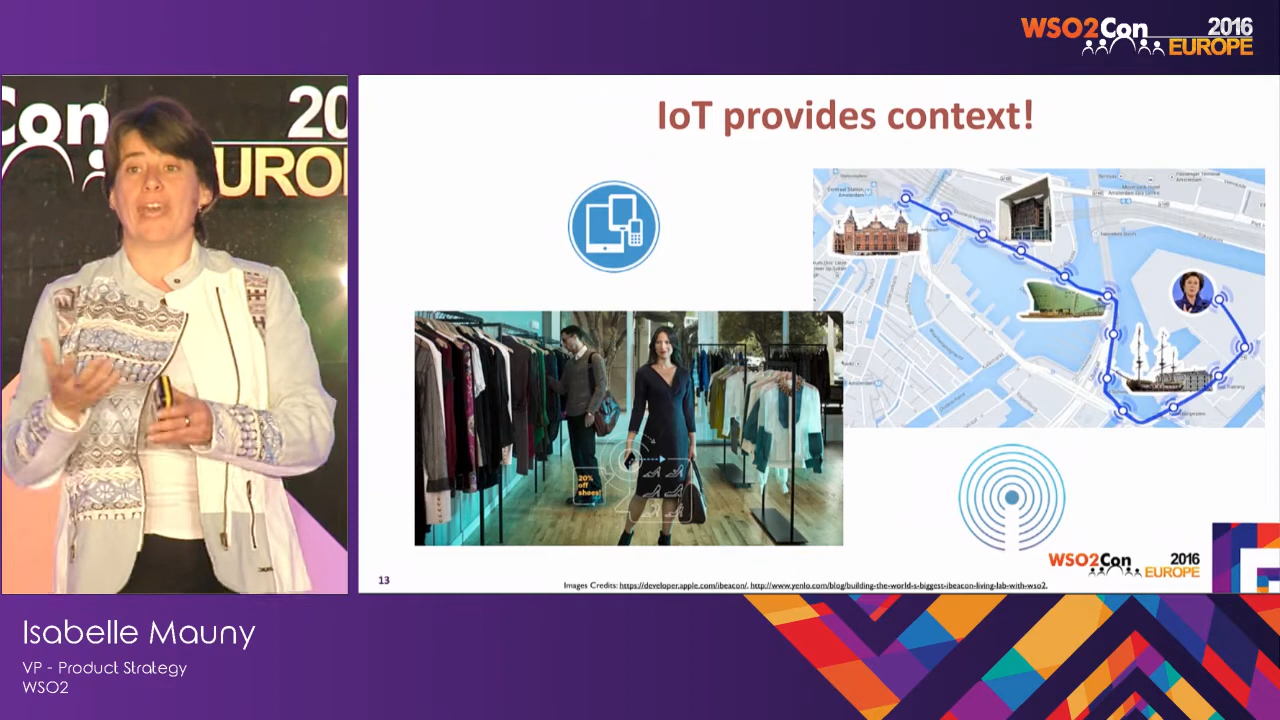 WSO2Con 2016
EUROPE
Con 20
EURO
IoT provides context!
20%
off
shoes!
WSO2Con 2016
EUROPE
13
Images Credits: https://developer.apple.com/ibeacon/, http://www.yenlo.com/blog/building-the-world-s-biggest-ibeacon-living-lab-with-wso2.
Isabelle Mauny
VP - Product Strategy
WSO2